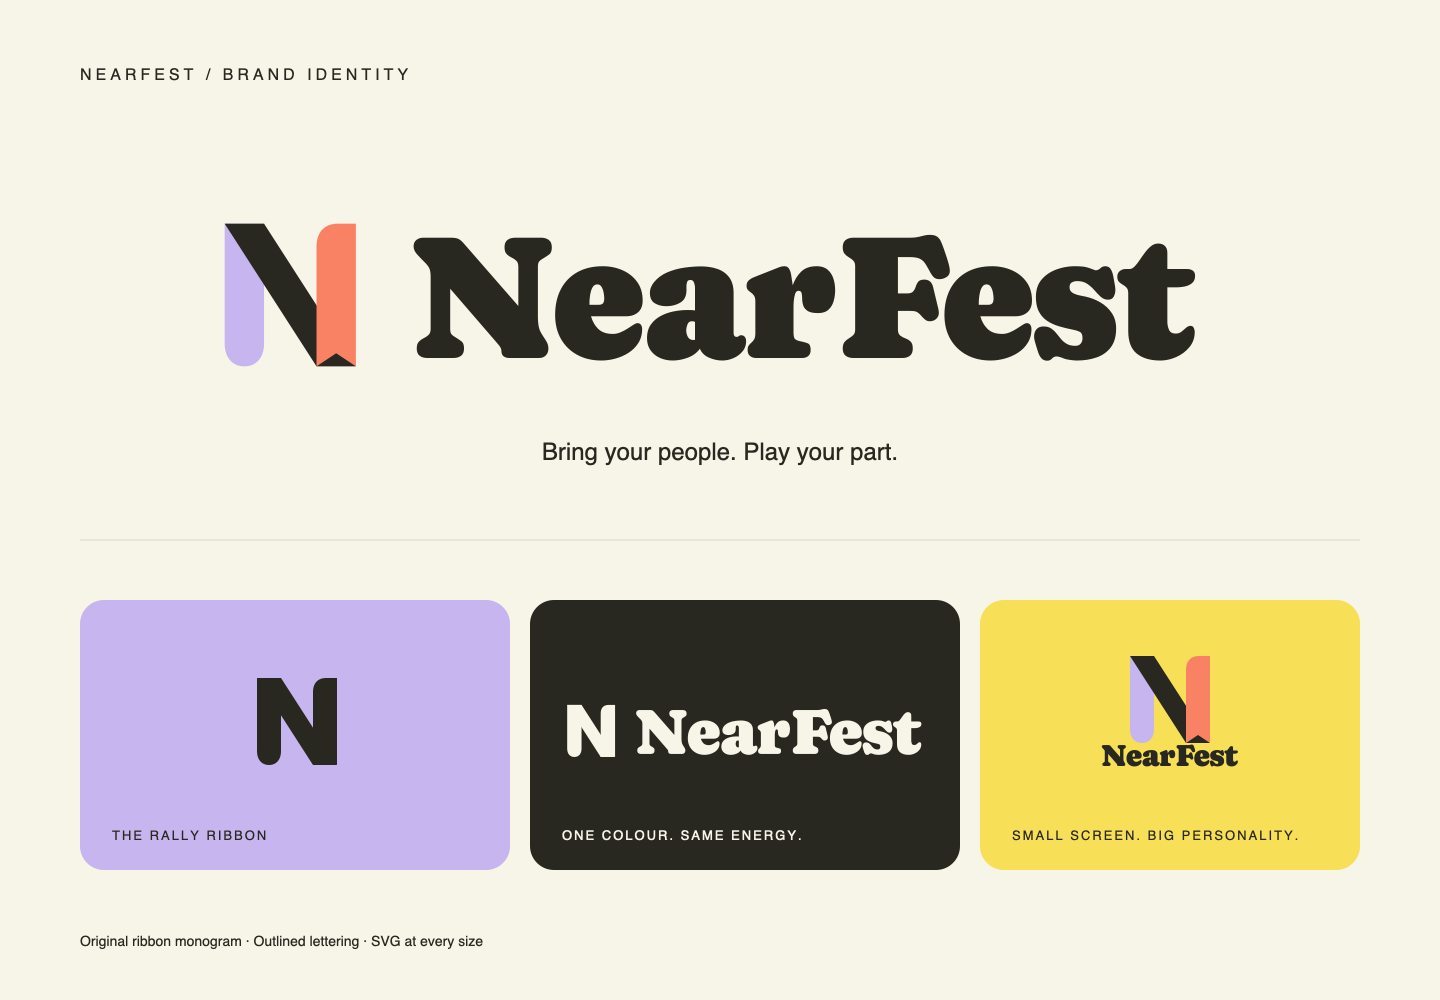 NEARFEST / BRAND IDENTITY
N NearFest
Bring your people. Play your part.
N
THE RALLY RIBBON
N NearFest
ONE COLOUR. SAME ENERGY.
N
NearFest
SMALL SCREEN. BIG PERSONALITY.
Original ribbon monogram · Outlined lettering · SVG at every size